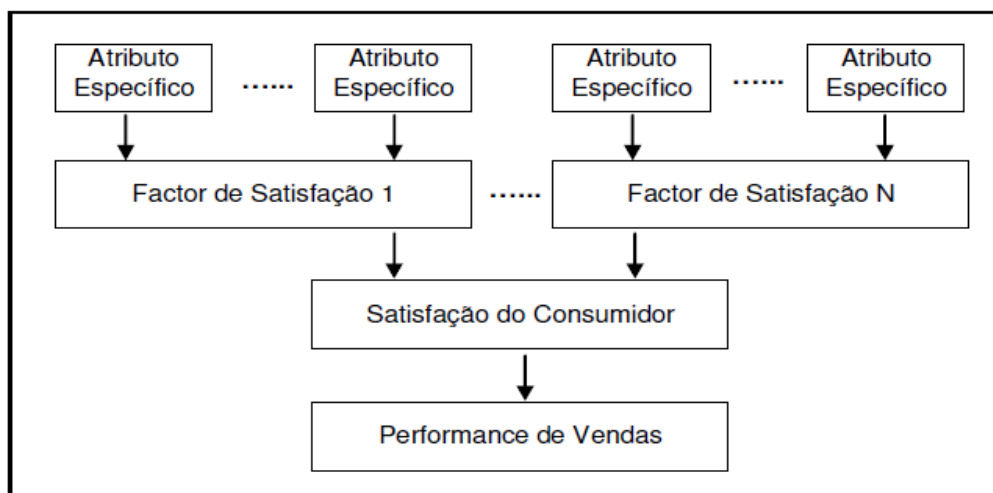 Atributo
Específico
......
Atributo
Específico
Atributo
Específico
......
Atributo
Específico
Factor de Satisfação 1
......
Factor de Satisfação N
Satisfação do Consumidor
Performance de Vendas